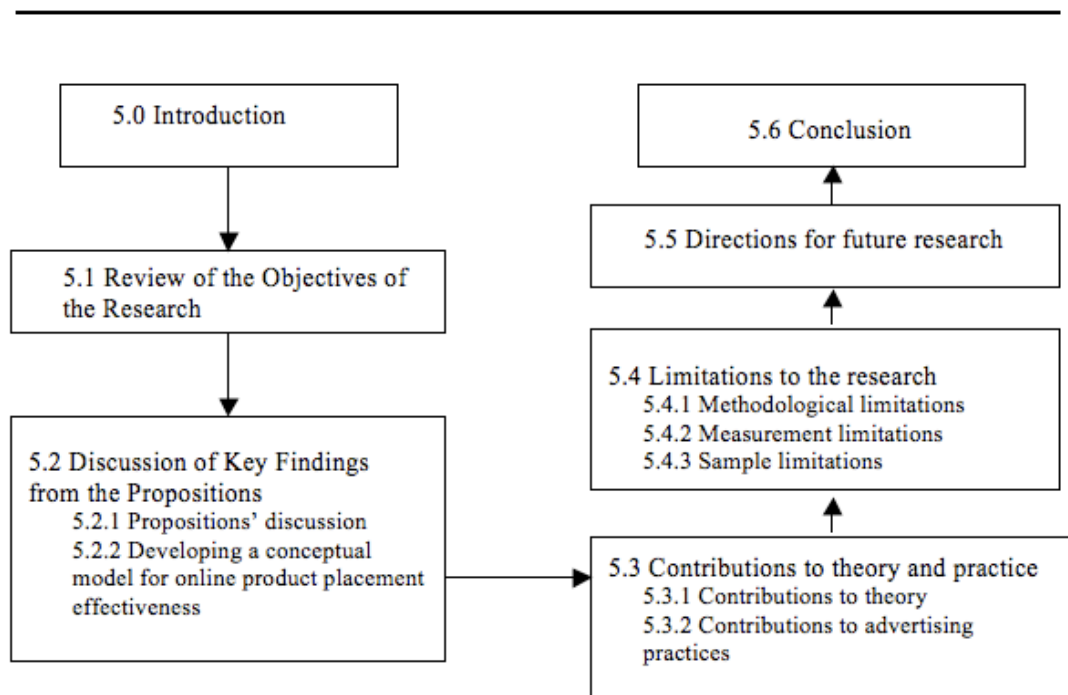 5.0 Introduction
5.1 Review of the Objectives of
the Research
5.2 Discussion of Key Findings
from the Propositions
5.2.1 Propositions’ discussion
5.2.2 Developing a conceptual
model for online product placement
effectiveness
5.3 Contributions to theory and practice
5.3.1 Contributions to theory
5.3.2 Contributions to advertising
practices
5.4 Limitations to the research
5.4.1 Methodological limitations
5.4.2 Measurement limitations
5.4.3 Sample limitations
5.5 Directions for future research
5.6 Conclusion